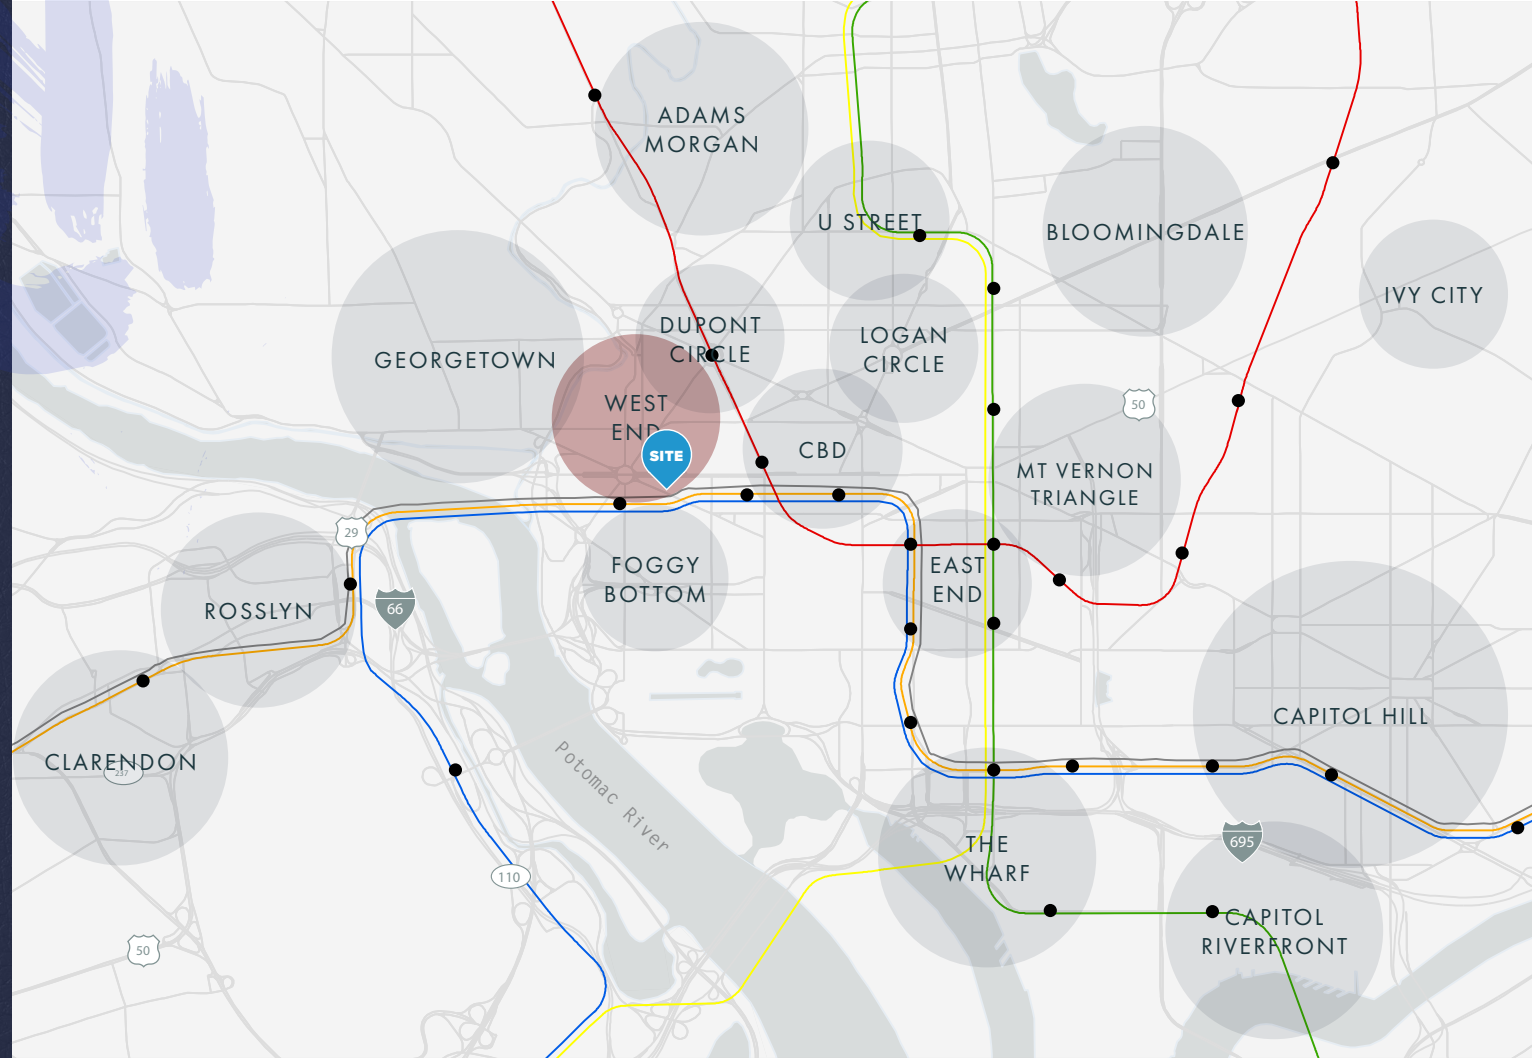 ADAMS
MORGAN
U STREET
BLOOMINGDALE
IVY CITY
DUPONT
CIRCLE
LOGAN
CIRCLE
GEORGETOWN
WEST
END
SITE
50
CBD
MT VERNON
TRIANGLE
29
FOGGY
BOTTOM
EAST
END
ROSSLYN
66
CAPITOL HILL
CLARENDON
237
Potomac River
THE
WHARF
695
110
CAPITOL
RIVERFRONT
50